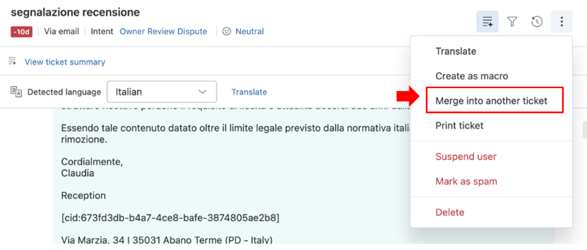 segnalazione recensione
-10d Via email Intent Owner Review Dispute Neutral
View ticket summary
Detected language Italian Translate
Essendo tale contenuto datato oltre il limite legale previsto dalla normativa
rimozione.
Cordialmente,
Claudia
Reception
[cid:673fd3db-b4a7-4ce8-bafe-3874805ae2b8]
Via Marzia, 34 | 35031 Abano Terme (PD - Italy)
Translate
Create as macro
Merge into another ticket
Print ticket
Suspend user
Mark as spam
Delete